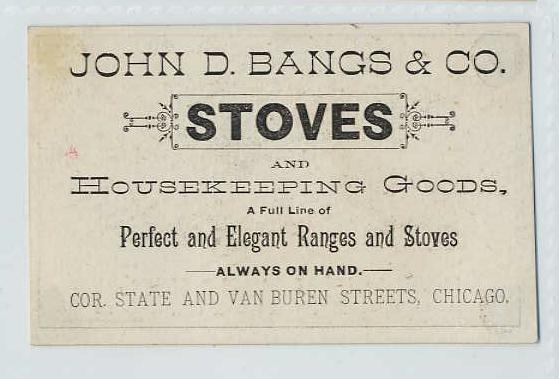 JOHN D. BANGS & CO.
STOVES
AND
HOUSEKEEPING GOODS,
A Full Line of
Perfect and Elegant Ranges and Stoves
ALWAYS ON HAND.
COR. STATE AND VAN BUREN STREETS, CHICAGO.